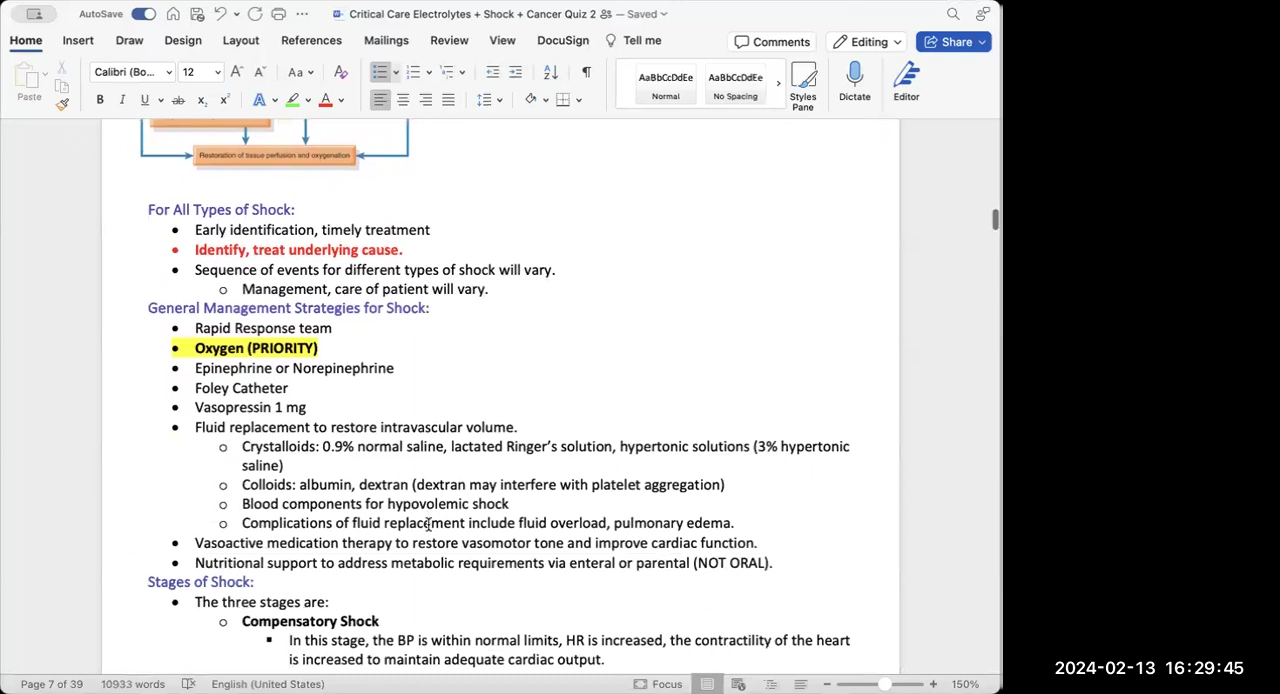 AutoSave
Critical Care Electrolytes + Shock + Cancer Quiz 2 — Saved
Home Insert Draw Design Layout References Mailings Review View DocuSign Tell me Comments Editing Share
Paste
Calibri (Bo... 12
AaBbCcDdEe AaBbCcDdEe
Normal No Spacing
Styles Pane
Dictate
Editor
Restoration of tissue perfusion and oxygenation
For All Types of Shock:
• Early identification, timely treatment
• Identify, treat underlying cause.
• Sequence of events for different types of shock will vary.
o Management, care of patient will vary.
General Management Strategies for Shock:
• Rapid Response team
• Oxygen (PRIORITY)
• Epinephrine or Norepinephrine
• Foley Catheter
• Vasopressin 1 mg
• Fluid replacement to restore intravascular volume.
o Crystalloids: 0.9% normal saline, lactated Ringer’s solution, hypertonic solutions (3% hypertonic
saline)
o Colloids: albumin, dextran (dextran may interfere with platelet aggregation)
o Blood components for hypovolemic shock
o Complications of fluid replacement include fluid overload, pulmonary edema.
• Vasoactive medication therapy to restore vasomotor tone and improve cardiac function.
• Nutritional support to address metabolic requirements via enteral or parental (NOT ORAL).
Stages of Shock:
• The three stages are:
o Compensatory Shock
▪ In this stage, the BP is within normal limits, HR is increased, the contractility of the heart
is increased to maintain adequate cardiac output.
Page 7 of 39 10933 words English (United States) Focus 150%
2024-02-13 16:29:45